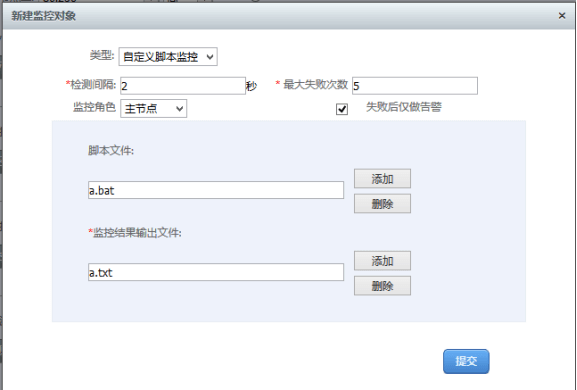 新建监控对象 ×
类型: 自定义脚本监控
*检测间隔: 2 秒 * 最大失败次数 5
监控角色 主节点 失败后仅做告警
脚本文件:
添加
a.bat
删除
*监控结果输出文件:
添加
a.txt
删除
提交